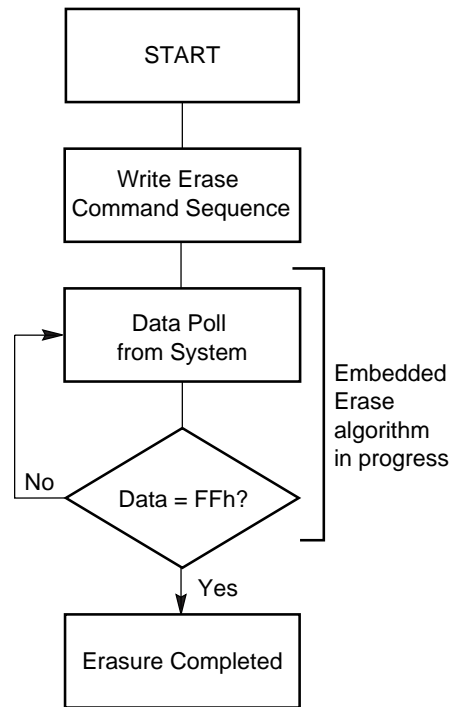 START
Write Erase
Command Sequence
Data Poll
from System
Embedded
Erase
algorithm
in progress
No
Data = FFh?
Yes
Erasure Completed